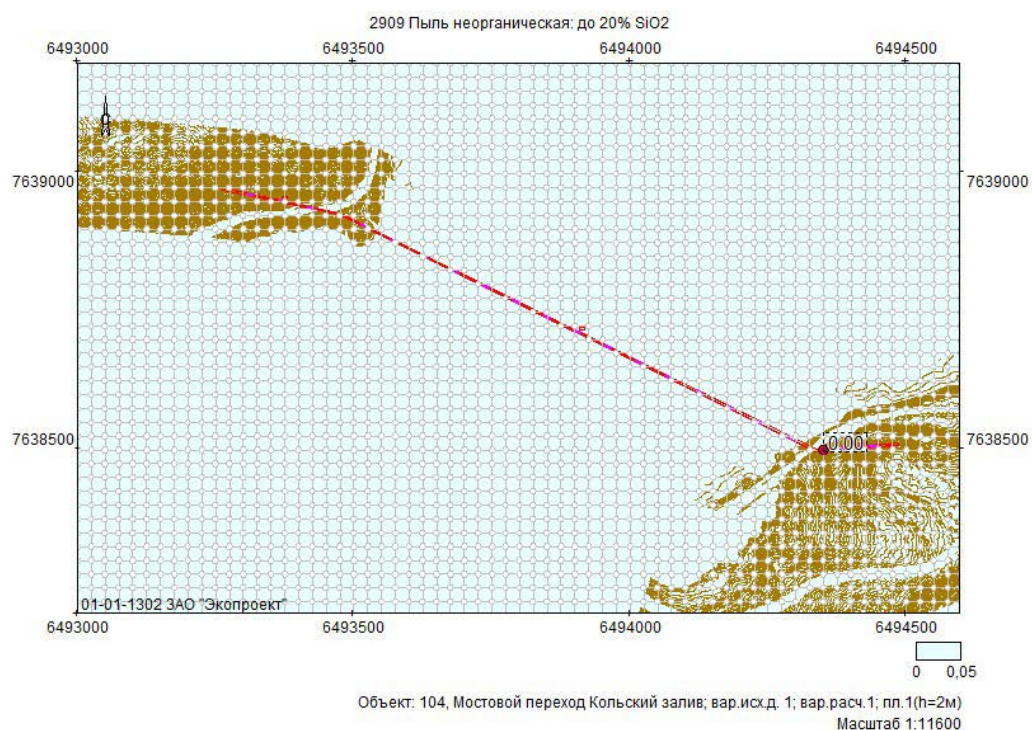 2909 Пыль неорганическая: до 20% SiO2
6493000 6493500 6494000 6494500
7639000 7639000
7638500 7638500
0.00
01-01-1302 ЗАО "Экопроект"
6493000 6493500 6494000 6494500
0 0,05
Объект: 104, Мостовой переход Кольский залив; вар.исх.д. 1; вар.расч.1; пл.1(h=2м)
Масштаб 1:11600